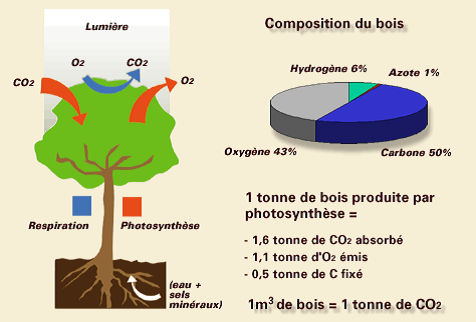 Lumière
O2
CO2
CO2
O2
Respiration
Photosynthèse
(eau +
sels
minéraux)
Composition du bois
Hydrogène 6%
Azote 1%
Oxygène 43%
Carbone 50%
1 tonne de bois produite par
photosynthèse =
- 1,6 tonne de CO2 absorbé
- 1,1 tonne d'O2 émis
- 0,5 tonne de C fixé
1m³ de bois = 1 tonne de CO2